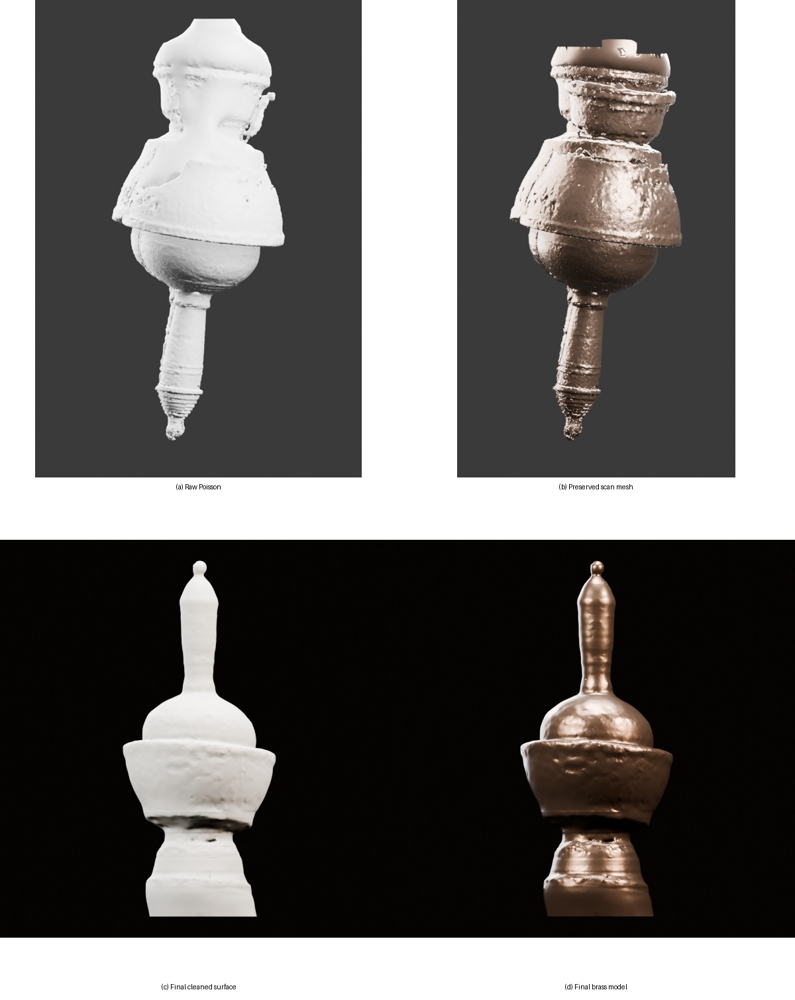 (a) Raw Poisson
(b) Preserved scan mesh
(c) Final cleaned surface
(d) Final brass model